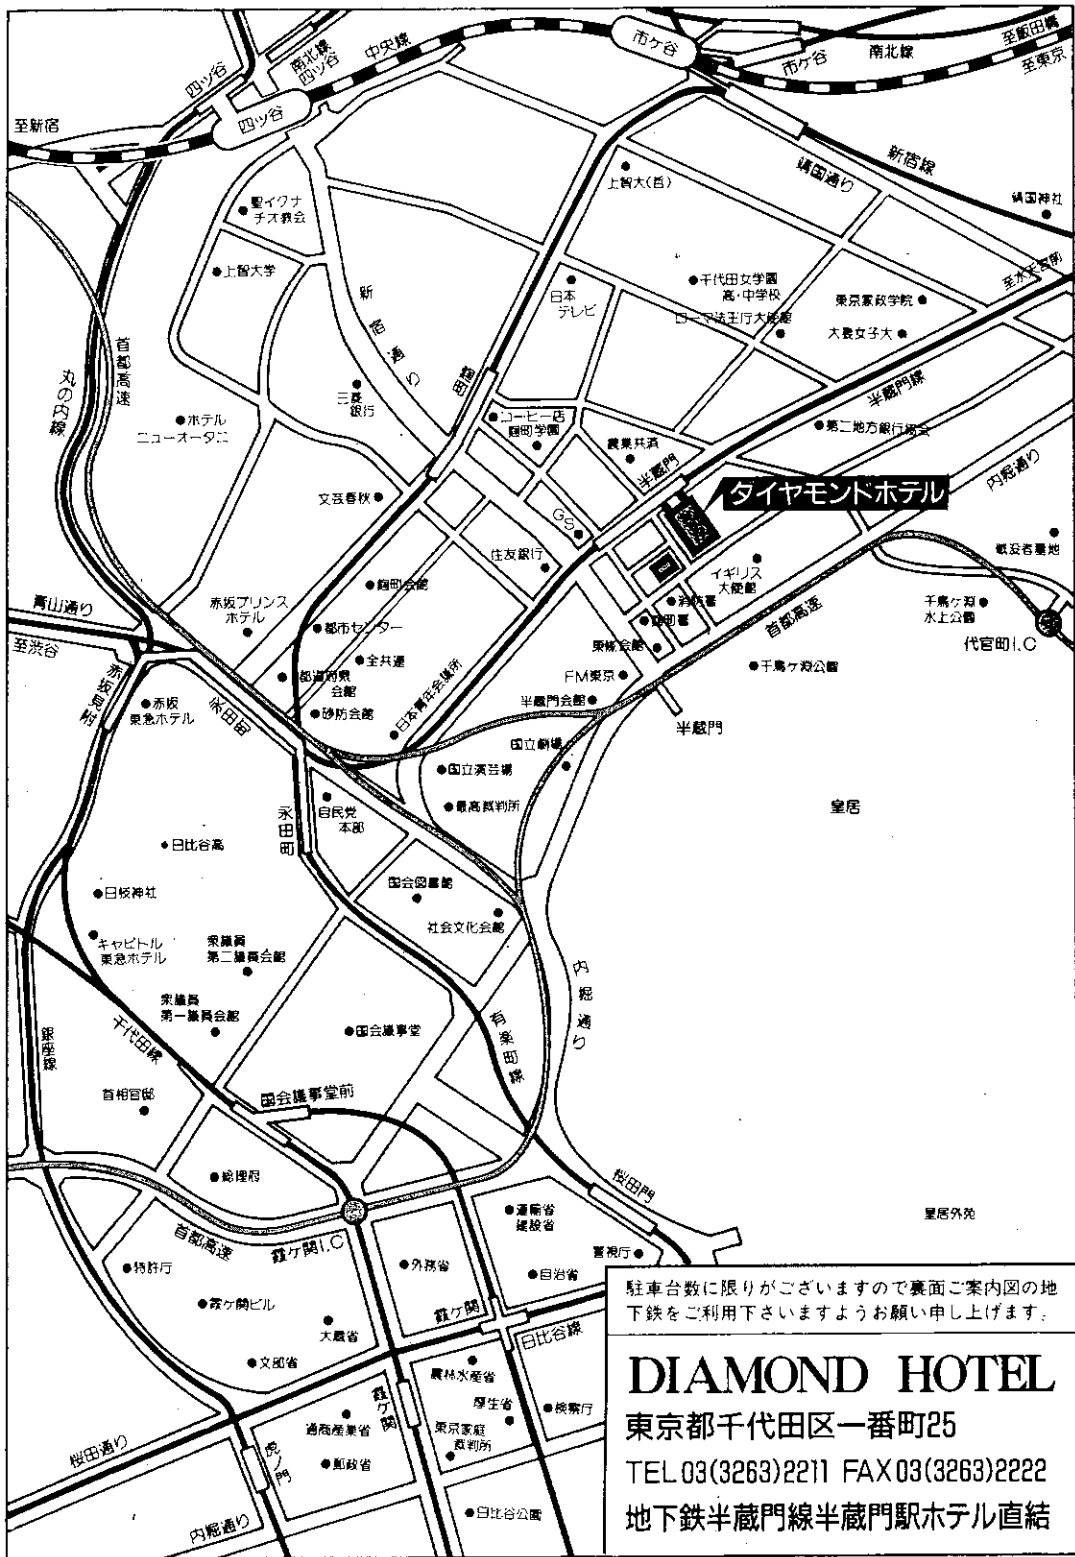 至飯田橋
市ケ谷
南北線
市ケ谷
至東京
南北線
四ッ谷
中央線
四ッ谷
四ッ谷
至新宿
上智大(首)
靖国通り
新宿線
靖国神社
聖イグナ
チオ教会
上智大学
新宿通り
日本
テレビ
千代田女学園
高・中学校
ローマ法王庁大使館
東京家政学院
大妻女子大
至水天宮前
丸の内線
首都高速
三菱
銀行
麹町
半蔵門線
ホテル
ニューオータニ
コーヒー店
麹町学園
農業共済
第二地方銀行協会
半蔵門
内堀通り
ダイヤモンドホテル
文芸春秋
GS
住友銀行
イギリス
大使館
戦没者墓地
麹町会館
消防署
麹町署
首都高速
千鳥ケ淵
水上公園
代官町I.C
青山通り
至渋谷
赤坂プリンス
ホテル
都市センター
全共連
東條会館
千鳥ケ淵公園
都道府県
会館
日本青年会議所
FM東京
半蔵門会館
半蔵門
赤坂見附
赤坂
東急ホテル
永田町
砂防会館
国立劇場
国立演芸場
最高裁判所
皇居
自民党
本部
永田町
日比谷高
国会図書館
社会文化会館
日枝神社
キャピトル
東急ホテル
衆議員
第二議員会館
衆議員
第一議員会館
国会議事堂
内堀通り
有楽町線
千代田線
銀座線
首相官邸
国会議事堂前
総理府
桜田門
運輸省
建設省
皇居外苑
首都高速
霞ケ関I.C
警視庁
特許庁
外務省
自治省
霞ケ関ビル
霞ケ関
大蔵省
日比谷線
文部省
農林水産省
霞ケ関
厚生省
検察庁
通商産業省
東京家庭
裁判所
桜田通り
虎ノ門
郵政省
内堀通り
日比谷公園
駐車台数に限りがございますので裏面ご案内図の地
下鉄をご利用下さいますようお願い申し上げます。
DIAMOND HOTEL
東京都千代田区一番町25
TEL 03(3263)2211 FAX 03(3263)2222
地下鉄半蔵門線半蔵門駅ホテル直結